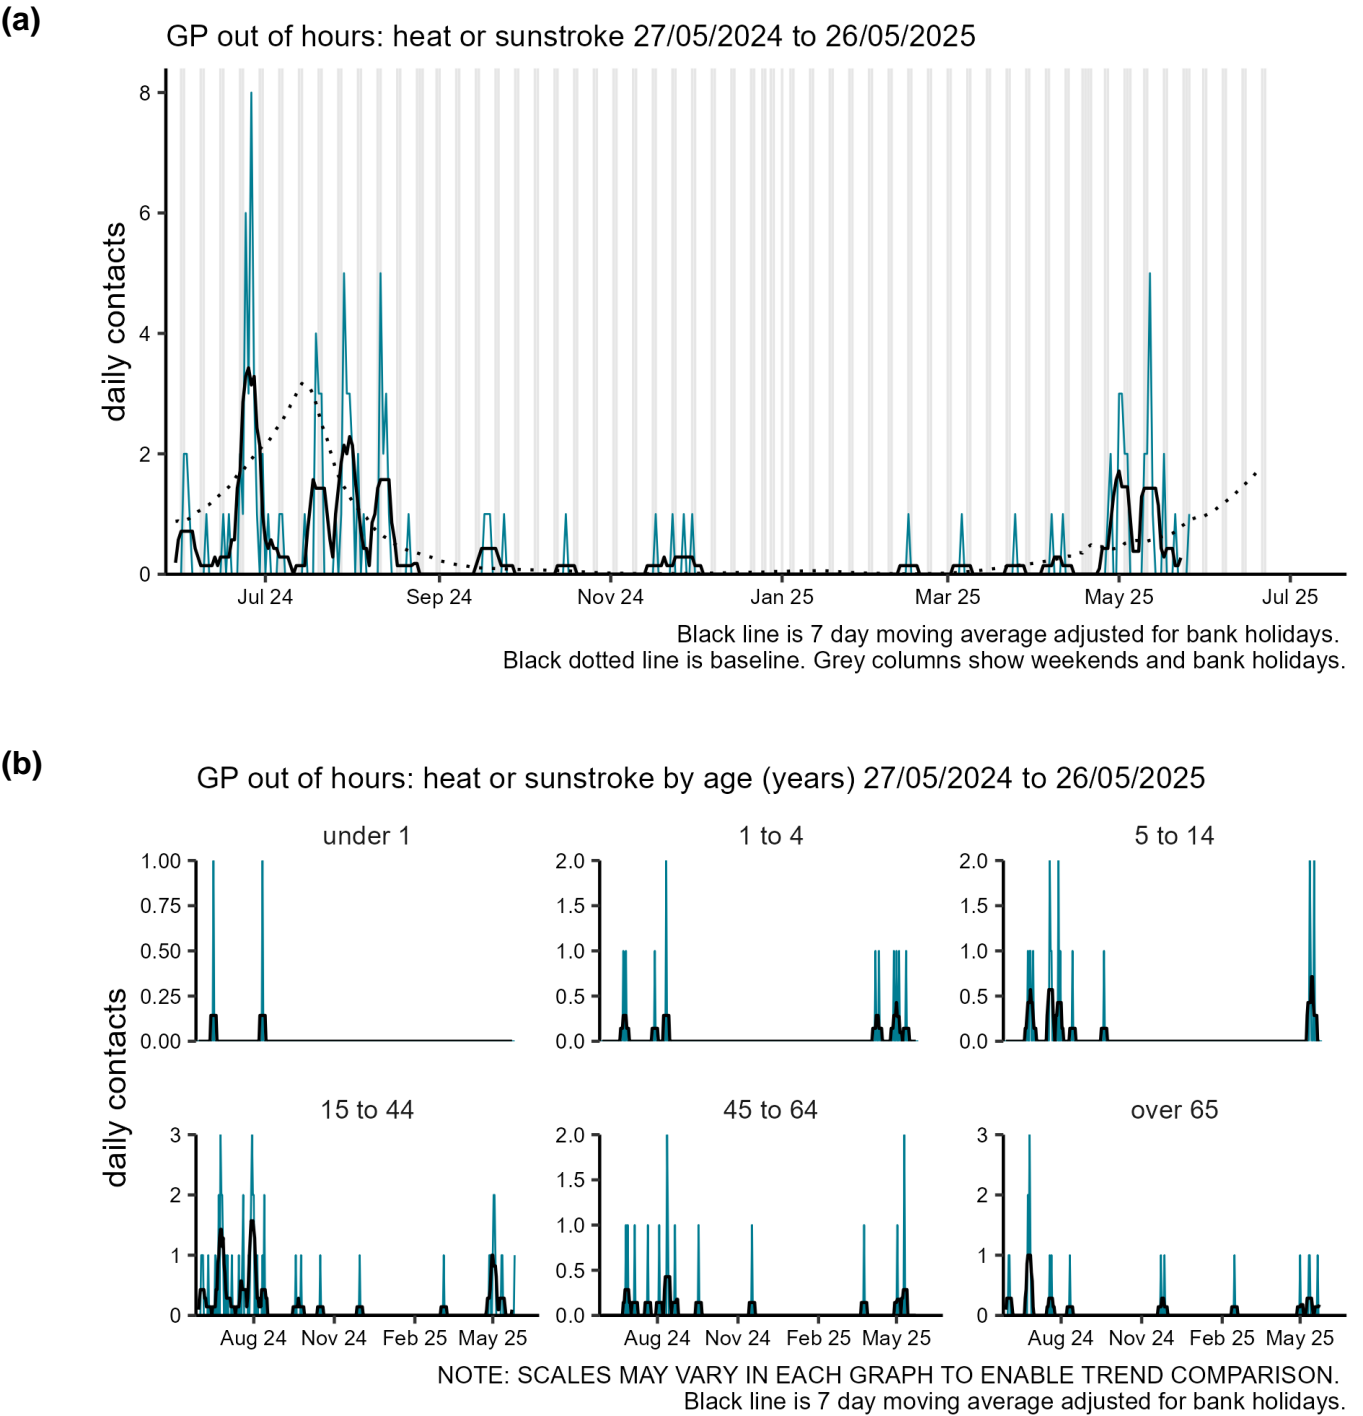 (a)
GP out of hours: heat or sunstroke 27/05/2024 to 26/05/2025
daily contacts
8
6
4
2
0
Jul 24 Sep 24 Nov 24 Jan 25 Mar 25 May 25 Jul 25
Black line is 7 day moving average adjusted for bank holidays.
Black dotted line is baseline. Grey columns show weekends and bank holidays.
(b)
GP out of hours: heat or sunstroke by age (years) 27/05/2024 to 26/05/2025
daily contacts
under 1
1.00
0.75
0.50
0.25
0.00
1 to 4
2.0
1.5
1.0
0.5
0.0
5 to 14
2.0
1.5
1.0
0.5
0.0
15 to 44
3
2
1
0
Aug 24 Nov 24 Feb 25 May 25
45 to 64
2.0
1.5
1.0
0.5
0.0
Aug 24 Nov 24 Feb 25 May 25
over 65
3
2
1
0
Aug 24 Nov 24 Feb 25 May 25
NOTE: SCALES MAY VARY IN EACH GRAPH TO ENABLE TREND COMPARISON.
Black line is 7 day moving average adjusted for bank holidays.